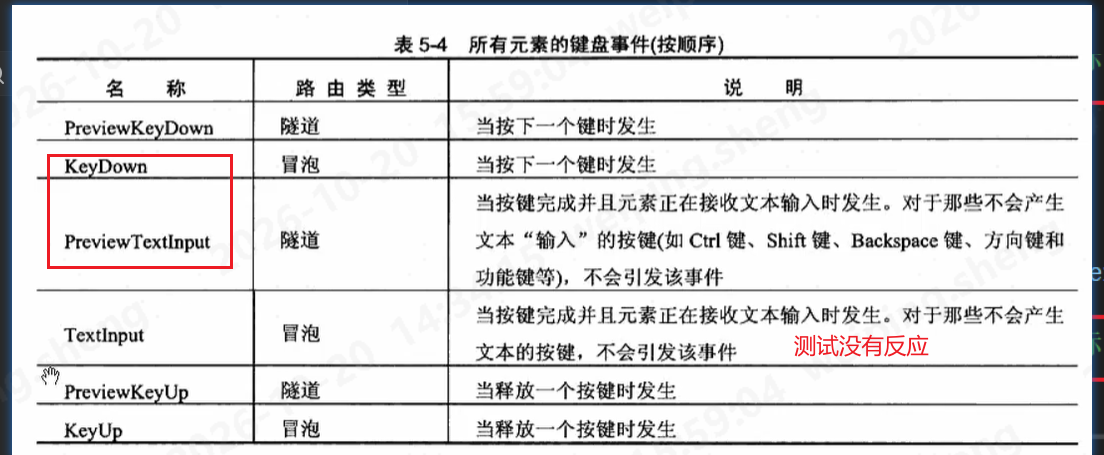 表 5-4 所有元素的键盘事件(按顺序)
名 称 路 由 类 型 说 明
PreviewKeyDown 隧道 当按下一个键时发生
KeyDown 冒泡 当按下一个键时发生
当按键完成并且元素正在接收文本输入时发生。对于那些不会产生
PreviewTextInput 隧道 文本“输入”的按键(如 Ctrl 键、Shift 键、Backspace 键、方向键和
功能键等)，不会引发该事件
当按键完成并且元素正在接收文本输入时发生。对于那些不会产生
TextInput 冒泡 文本的按键，不会引发该事件 测试没有反应
PreviewKeyUp 隧道 当释放一个按键时发生
KeyUp 冒泡 当释放一个按键时发生